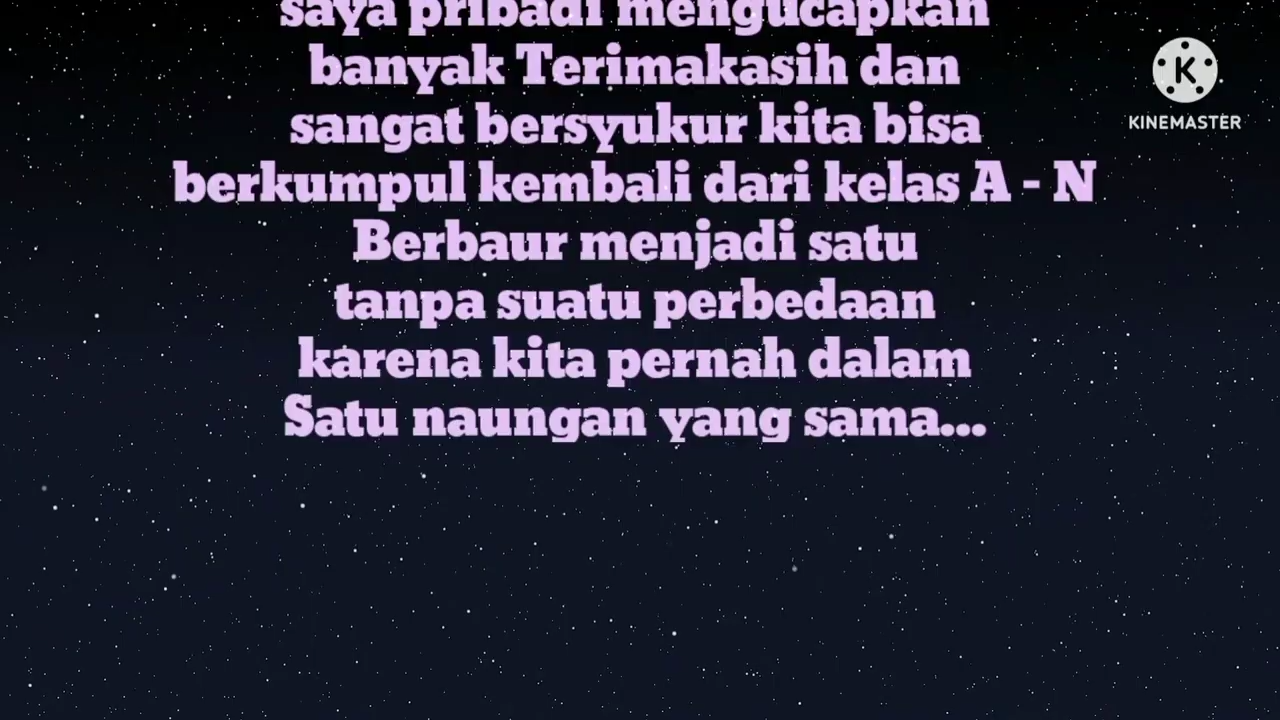 saya pribadi mengucapkan
banyak Terimakasih dan
sangat bersyukur kita bisa
berkumpul kembali dari kelas A - N
Berbaur menjadi satu
tanpa suatu perbedaan
karena kita pernah dalam
Satu naungan yang sama...
K
KINEMASTER